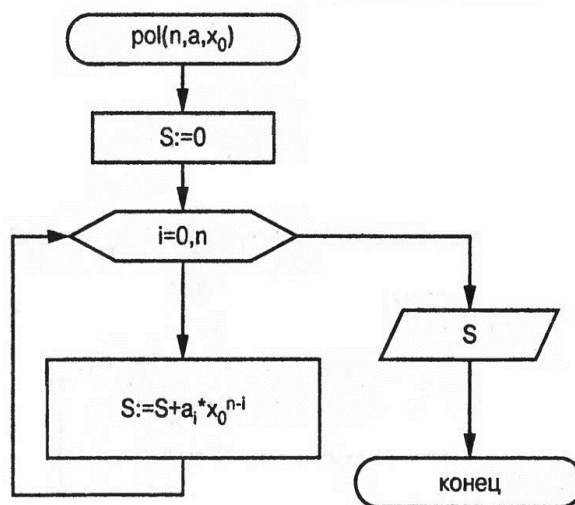 pol(n,a,x₀)
S:=0
i=0,n
S:=S+aᵢ*x₀ⁿ⁻ⁱ
S
конец